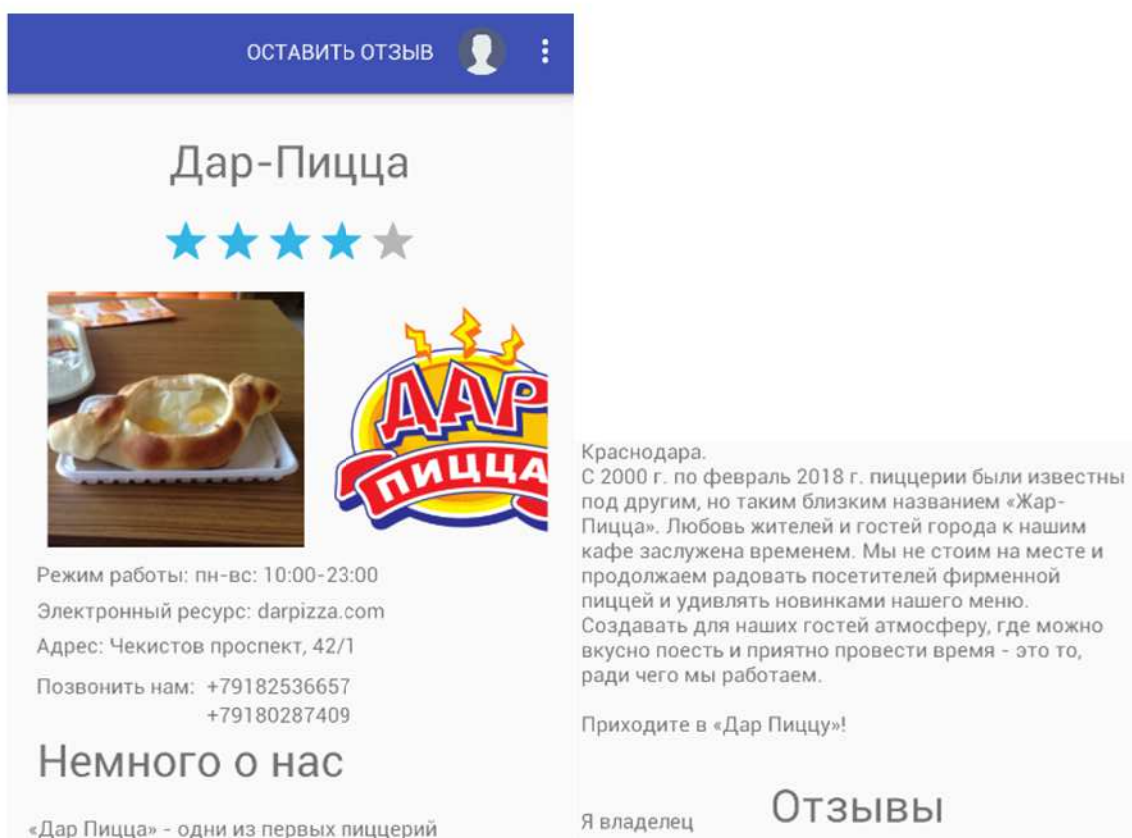 ОСТАВИТЬ ОТЗЫВ
Дар-Пицца
ДАР
ПИЦЦА
Режим работы: пн-вс: 10:00-23:00
Электронный ресурс: darpizza.com
Адрес: Чекистов проспект, 42/1
Позвонить нам: +79182536657
+79180287409
Немного о нас
«Дар Пицца» - одни из первых пиццерий
Краснодара.
С 2000 г. по февраль 2018 г. пиццерии были известны
под другим, но таким близким названием «Жар-
Пицца». Любовь жителей и гостей города к нашим
кафе заслужена временем. Мы не стоим на месте и
продолжаем радовать посетителей фирменной
пиццей и удивлять новинками нашего меню.
Создавать для наших гостей атмосферу, где можно
вкусно поесть и приятно провести время - это то,
ради чего мы работаем.
Приходите в «Дар Пиццу»!
Я владелец Отзывы